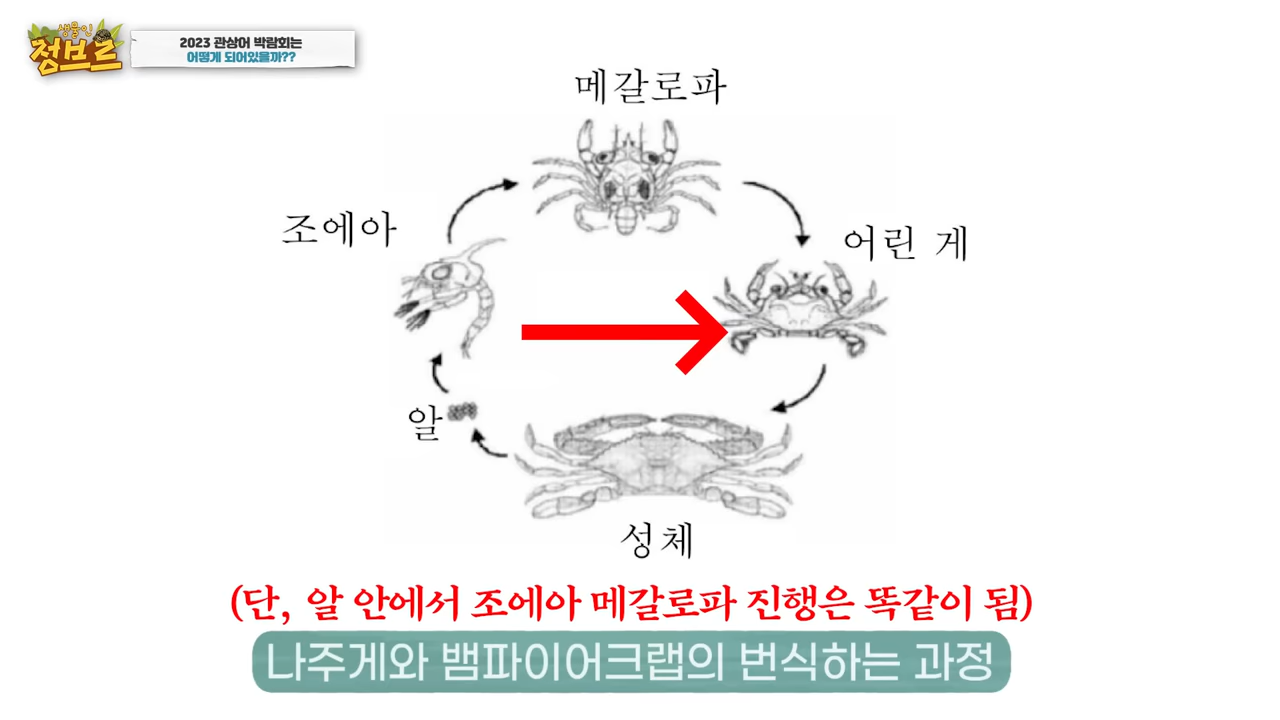 생물인
정브르
2023 관상어 박람회는
어떻게 되어있을까??
메갈로파
조에아
어린 게
알
성체
(단, 알 안에서 조에아 메갈로파 진행은 똑같이 됨)
나주게와 뱀파이어크랩의 번식하는 과정